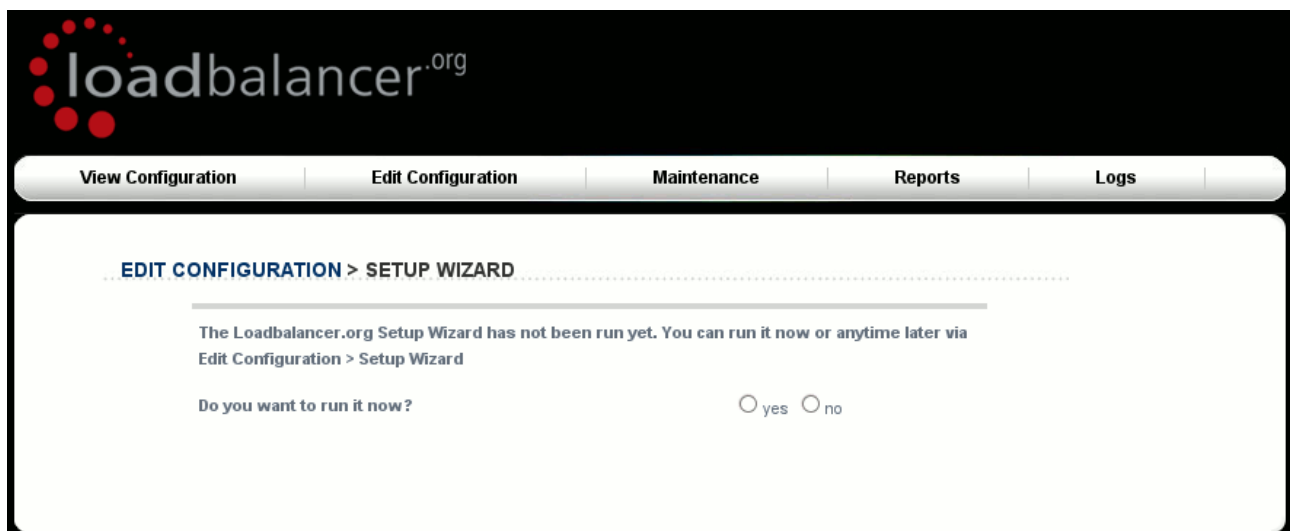 loadbalancer.org
View Configuration Edit Configuration Maintenance Reports Logs
EDIT CONFIGURATION > SETUP WIZARD
The Loadbalancer.org Setup Wizard has not been run yet. You can run it now or anytime later via
Edit Configuration > Setup Wizard
Do you want to run it now? yes no